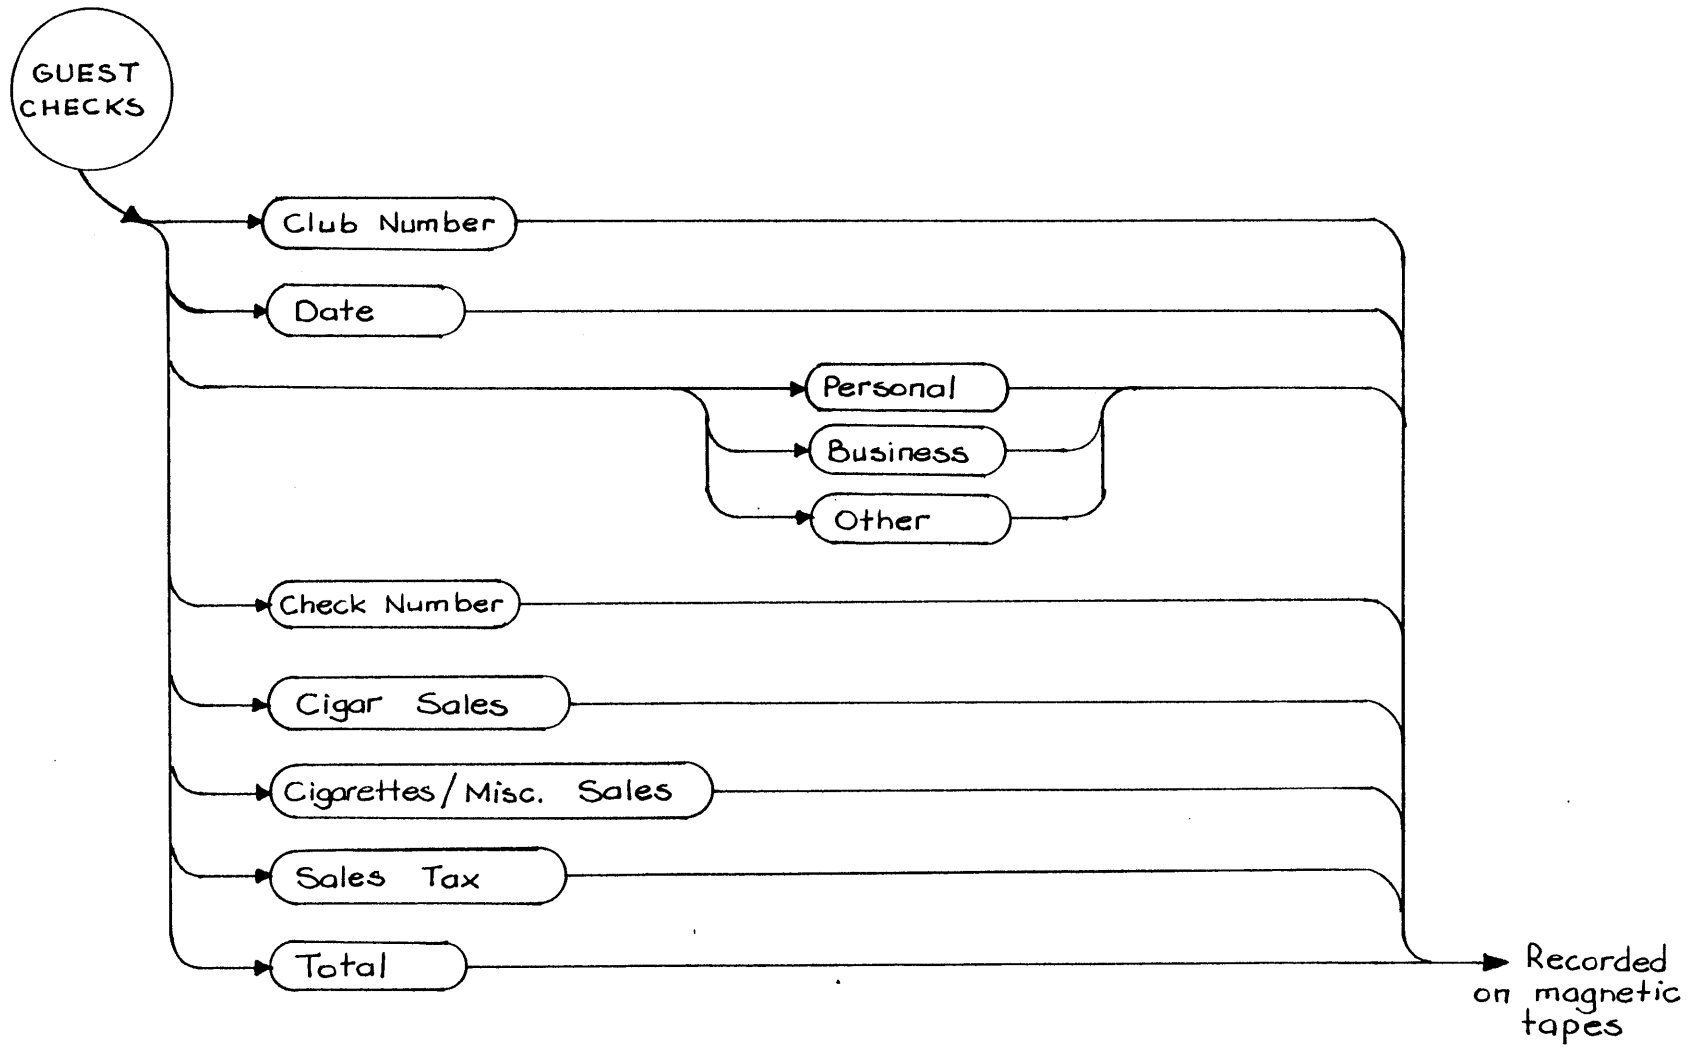 GUEST
CHECKS
Club Number
Date
Personal
Business
Other
Check Number
Cigar Sales
Cigarettes/Misc. Sales
Sales Tax
Total
Recorded
on magnetic
tapes